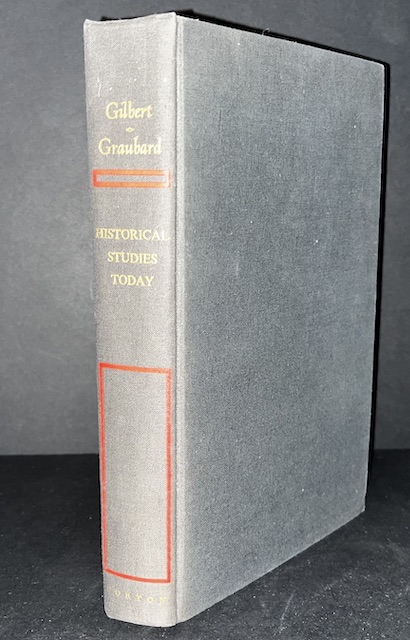 Gilbert
Graubard
HISTORICAL
STUDIES
TODAY
NORTON